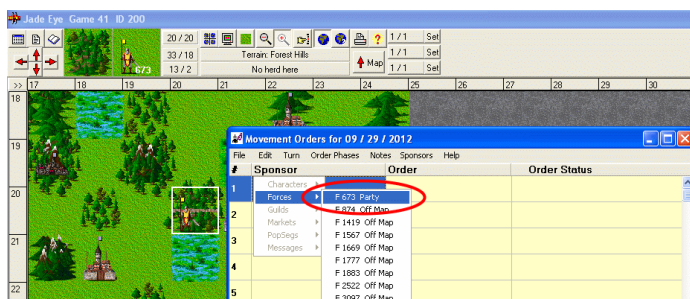 Jade Eye Game 41 ID 200
20 / 20
1 / 1 Set
33 / 18 Terrain: Forest Hills
Map
1 / 1 Set
673
13 / 2 No herd here
1 / 1 Set
>> 17 18 19 20 21 22 23 24 25 26 27 28 29 30
18
19
Movement Orders for 09 / 29 / 2012
File Edit Turn Order Phases Notes Sponsors Help
# Sponsor Order Order Status
1
Characters
20
Forces
F 673 Party
Guilds
F 874 Off Map
2
Markets
F 1419 Off Map
PopSegs
F 1567 Off Map
21
3
Messages
F 1669 Off Map
F 1777 Off Map
4
F 1883 Off Map
F 2522 Off Map
22
5
F 3097 Off Map